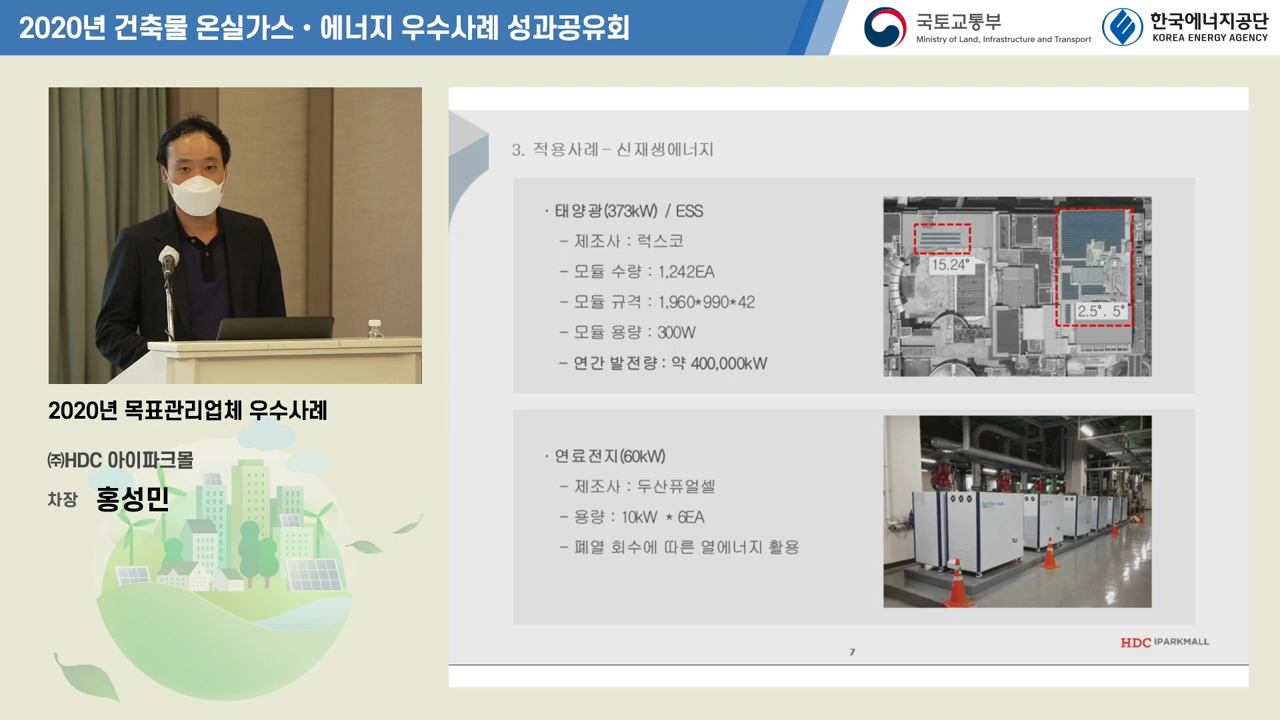 2020년 건축물 온실가스 • 에너지 우수사례 성과공유회
국토교통부
Ministry of Land, Infrastructure and Transport
한국에너지공단
KOREA ENERGY AGENCY
2020년 목표관리업체 우수사례
㈜HDC 아이파크몰
차장 홍성민
3. 적용사례 – 신재생에너지
· 태양광(373kW) / ESS
– 제조사 : 럭스코
– 모듈 수량 : 1,242EA
– 모듈 규격 : 1,960*990*42
– 모듈 용량 : 300W
– 연간 발전량 : 약 400,000kW
15.24°
2.5°, 5°
· 연료전지(60kW)
– 제조사 : 두산퓨얼셀
– 용량 : 10kW * 6EA
– 폐열 회수에 따른 열에너지 활용
7
HDC IPARKMALL